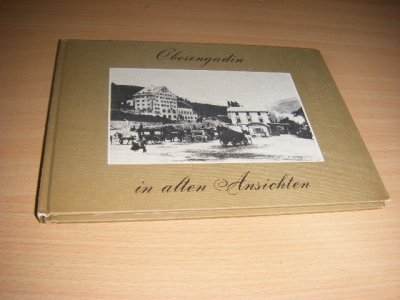 Oberengadin
in alten Ansichten